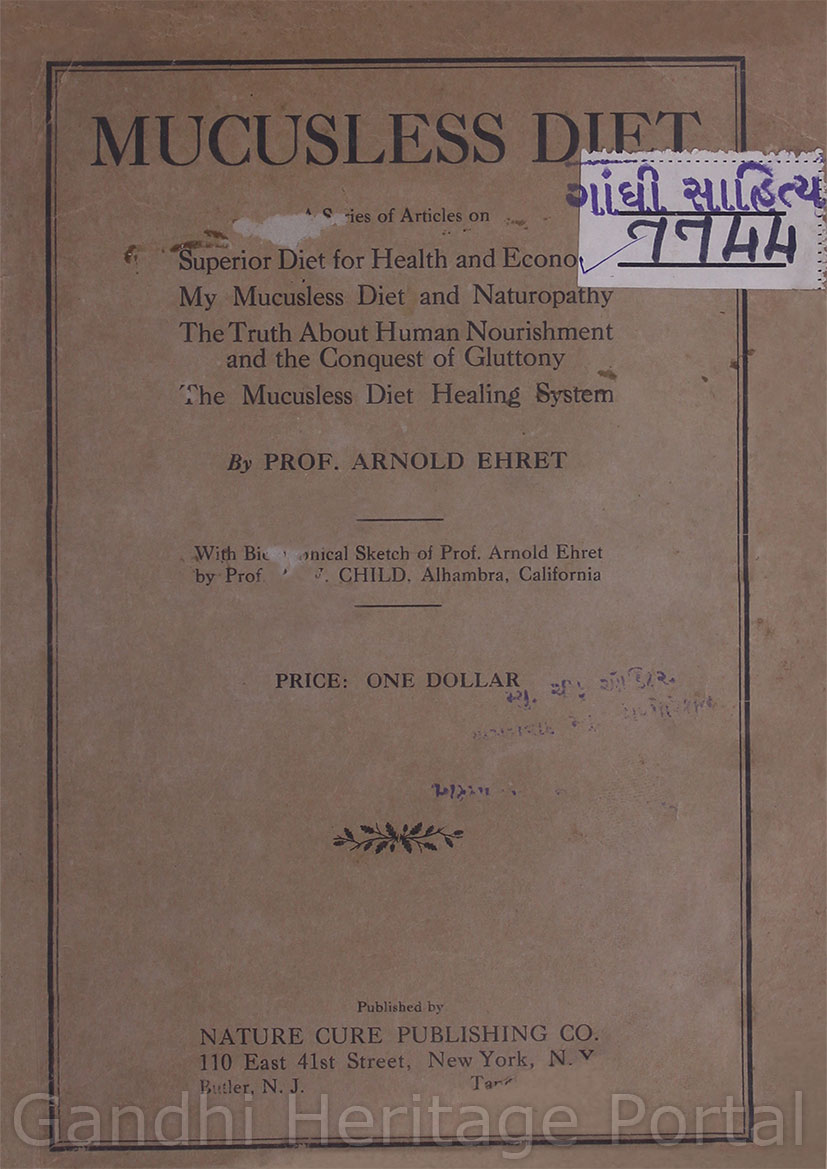 MUCUSLESS DIET
ગાંધી સાહિત્ય
7744
Series of Articles on
Superior Diet for Health and
My Mucusless Diet and Naturopathy
The Truth About Human Nourishment
and the Conquest of Gluttony
The Mucusless Diet Healing System
By PROF. ARNOLD EHRET
With Sketch of Prof. Arnold Ehret
by Prof. CHILD. Alhambra, California
PRICE: ONE DOLLAR
Published by
NATURE CURE PUBLISHING CO.
110 East 41st Street, New York, N. Y
Butler, N. J.
Gandhi Heritage Portal